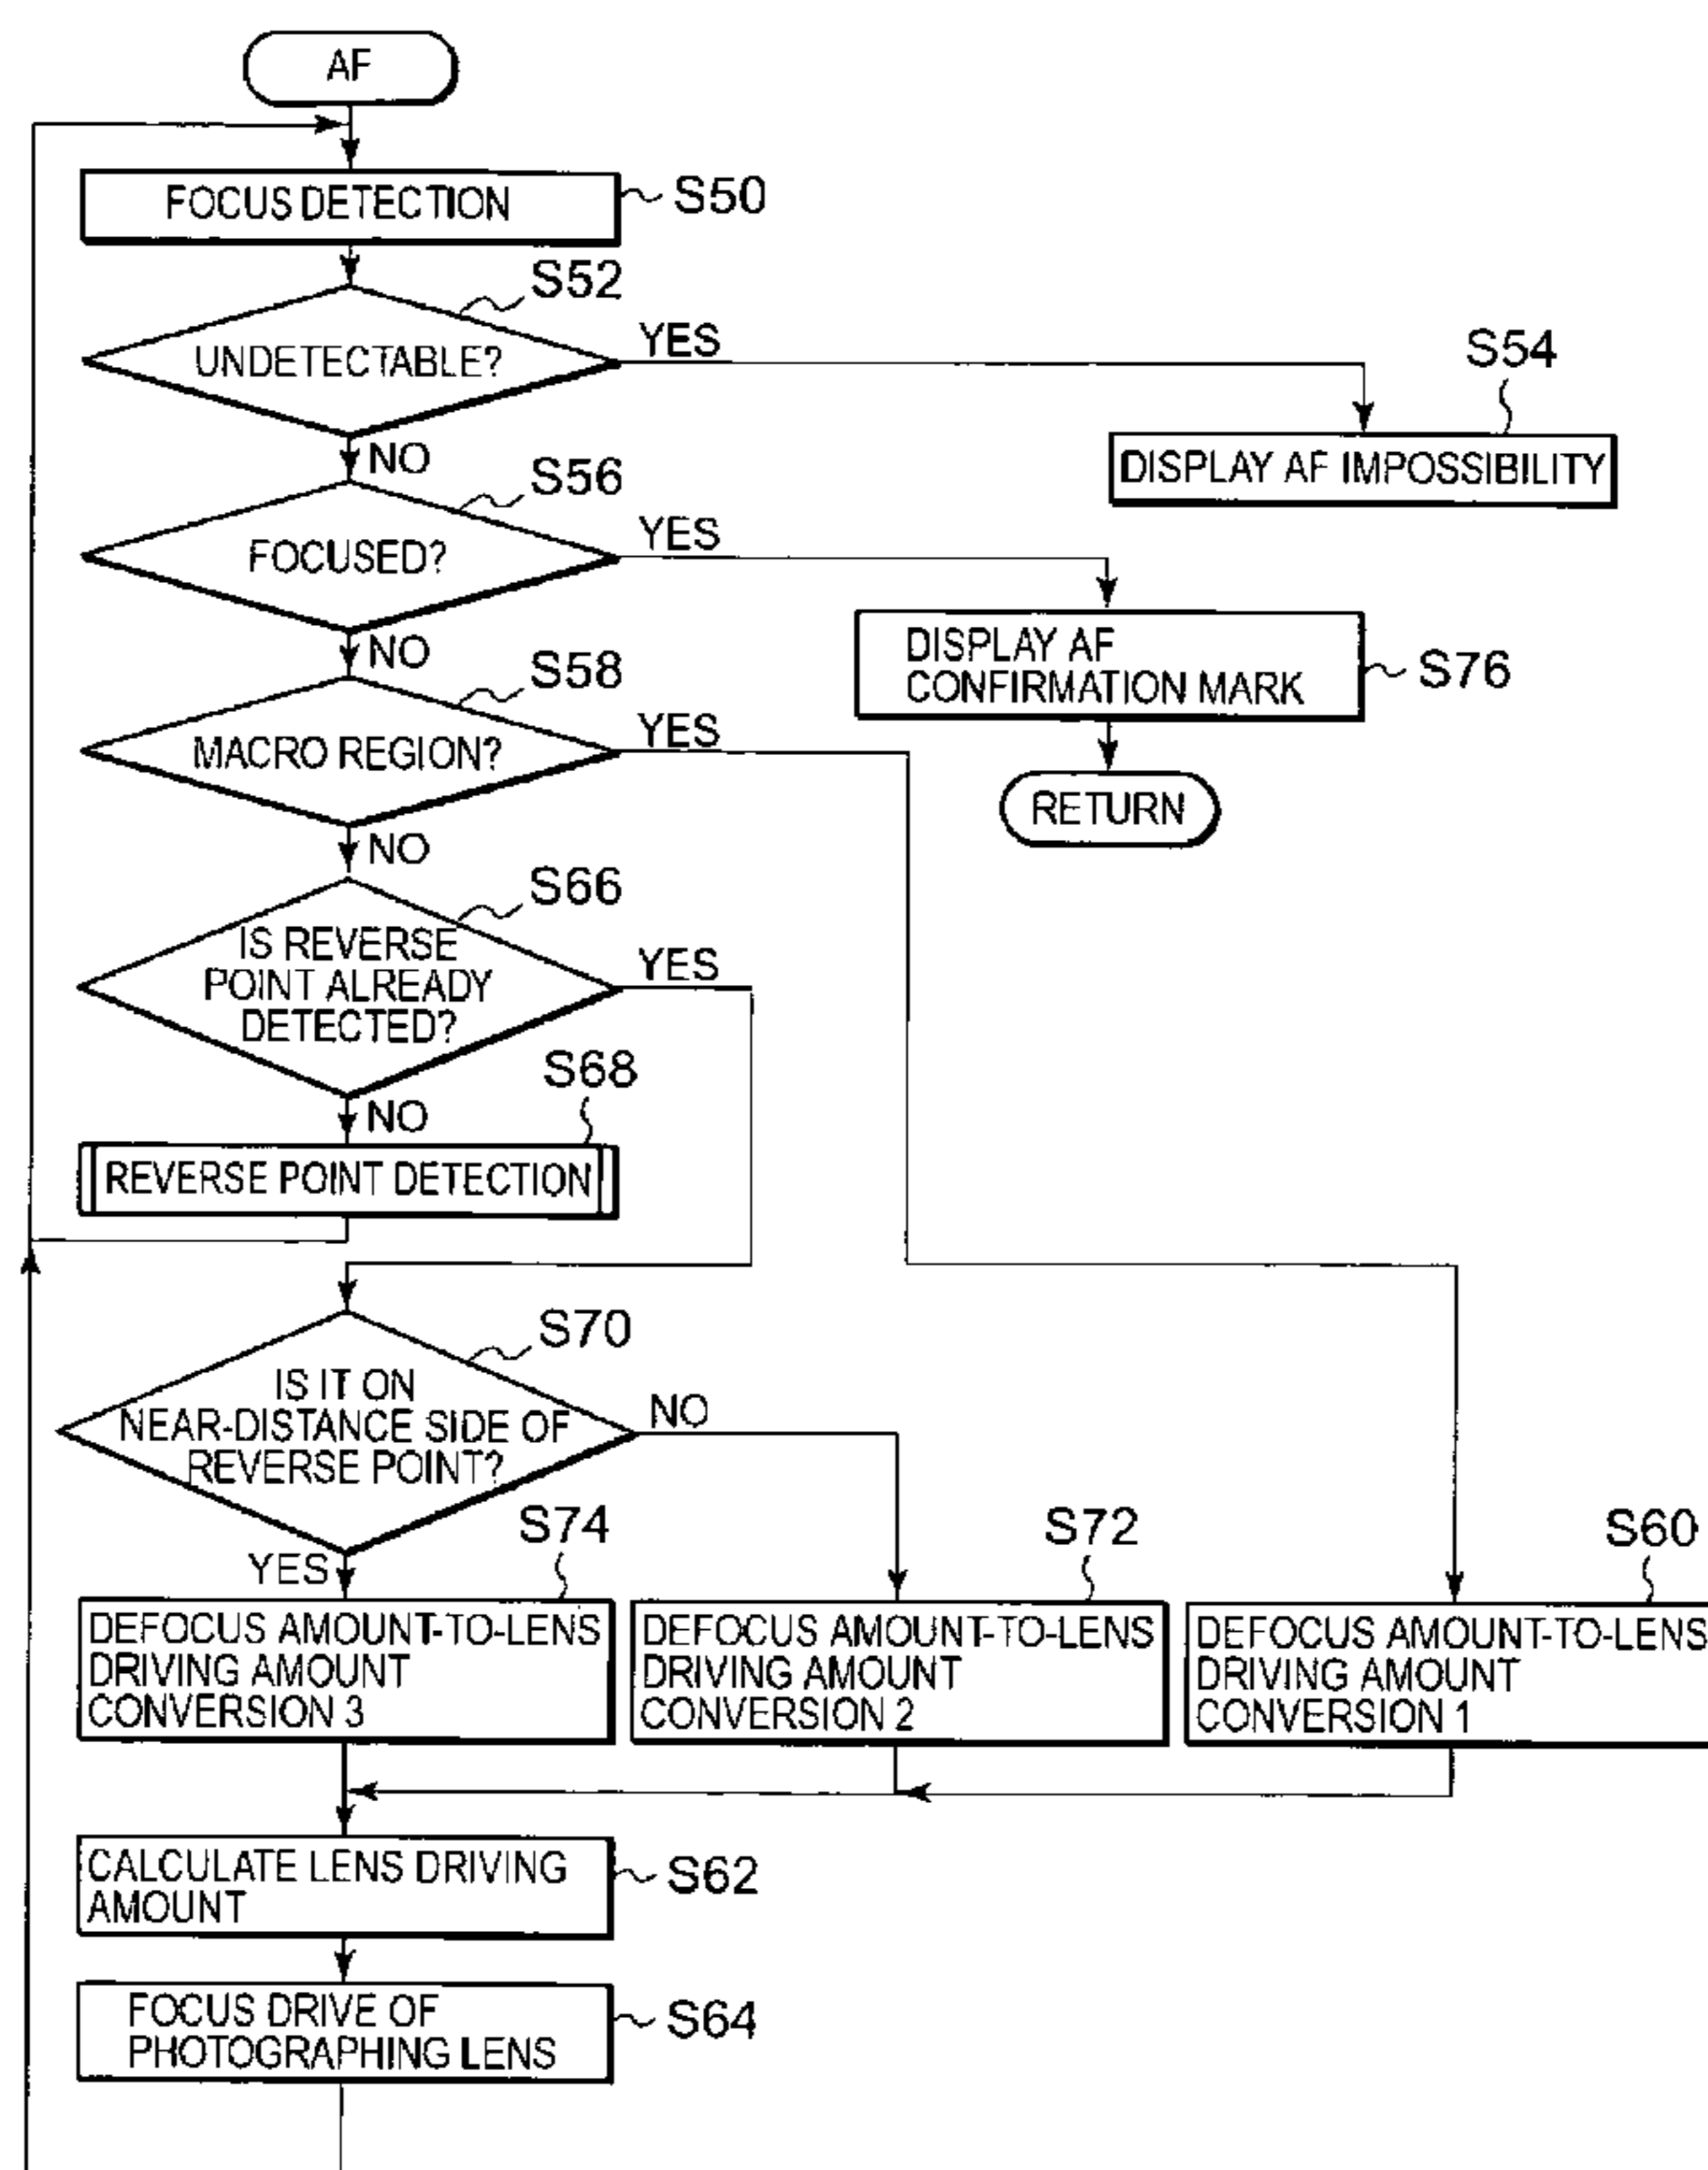 AF
FOCUS DETECTION
S50
S52
UNDETECTABLE?
YES
S54
DISPLAY AF IMPOSSIBILITY
NO
S56
FOCUSED?
YES
DISPLAY AF
CONFIRMATION MARK
S76
RETURN
NO
S58
MACRO REGION?
YES
NO
S66
IS REVERSE
POINT ALREADY
DETECTED?
YES
NO
S68
REVERSE POINT DETECTION
S70
IS IT ON
NEAR-DISTANCE SIDE OF
REVERSE POINT?
NO
YES
S74
DEFOCUS AMOUNT-TO-LENS
DRIVING AMOUNT
CONVERSION 3
S72
DEFOCUS AMOUNT-TO-LENS
DRIVING AMOUNT
CONVERSION 2
S60
DEFOCUS AMOUNT-TO-LENS
DRIVING AMOUNT
CONVERSION 1
CALCULATE LENS DRIVING
AMOUNT
S62
FOCUS DRIVE OF
PHOTOGRAPHING LENS
S64